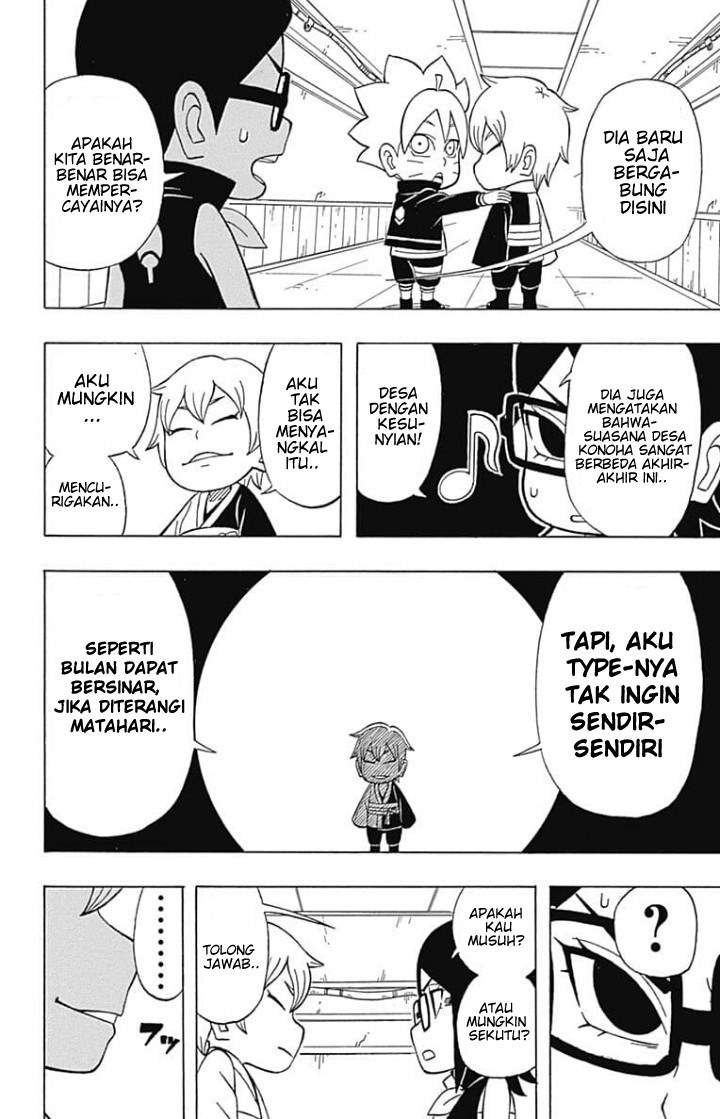 DIA BARU
SAJA
BERGA-
BUNG
DISINI
APAKAH
KITA BENAR-
BENAR BISA
MEMPER-
CAYAINYA?
DIA JUGA
MENGATAKAN
BAHWA-
SUASANA DESA
KONOHA SANGAT
BERBEDA AKHIR-
AKHIR INI..
DESA
DENGAN
KESU-
NYIAN!
AKU
TAK
BISA
MENYA-
NGKAL
ITU..
AKU
MUNGKIN
...
MENCU-
RIGAKAN..
TAPI, AKU
TYPE-NYA
TAK INGIN
SENDIR-
SENDIRI
SEPERTI
BULAN DAPAT
BERSINAR,
JIKA DITERANGI
MATAHARI..
?
APAKAH
KAU
MUSUH?
ATAU
MUNGKIN
SEKUTU?
TOLONG
JAWAB..
........
フッ